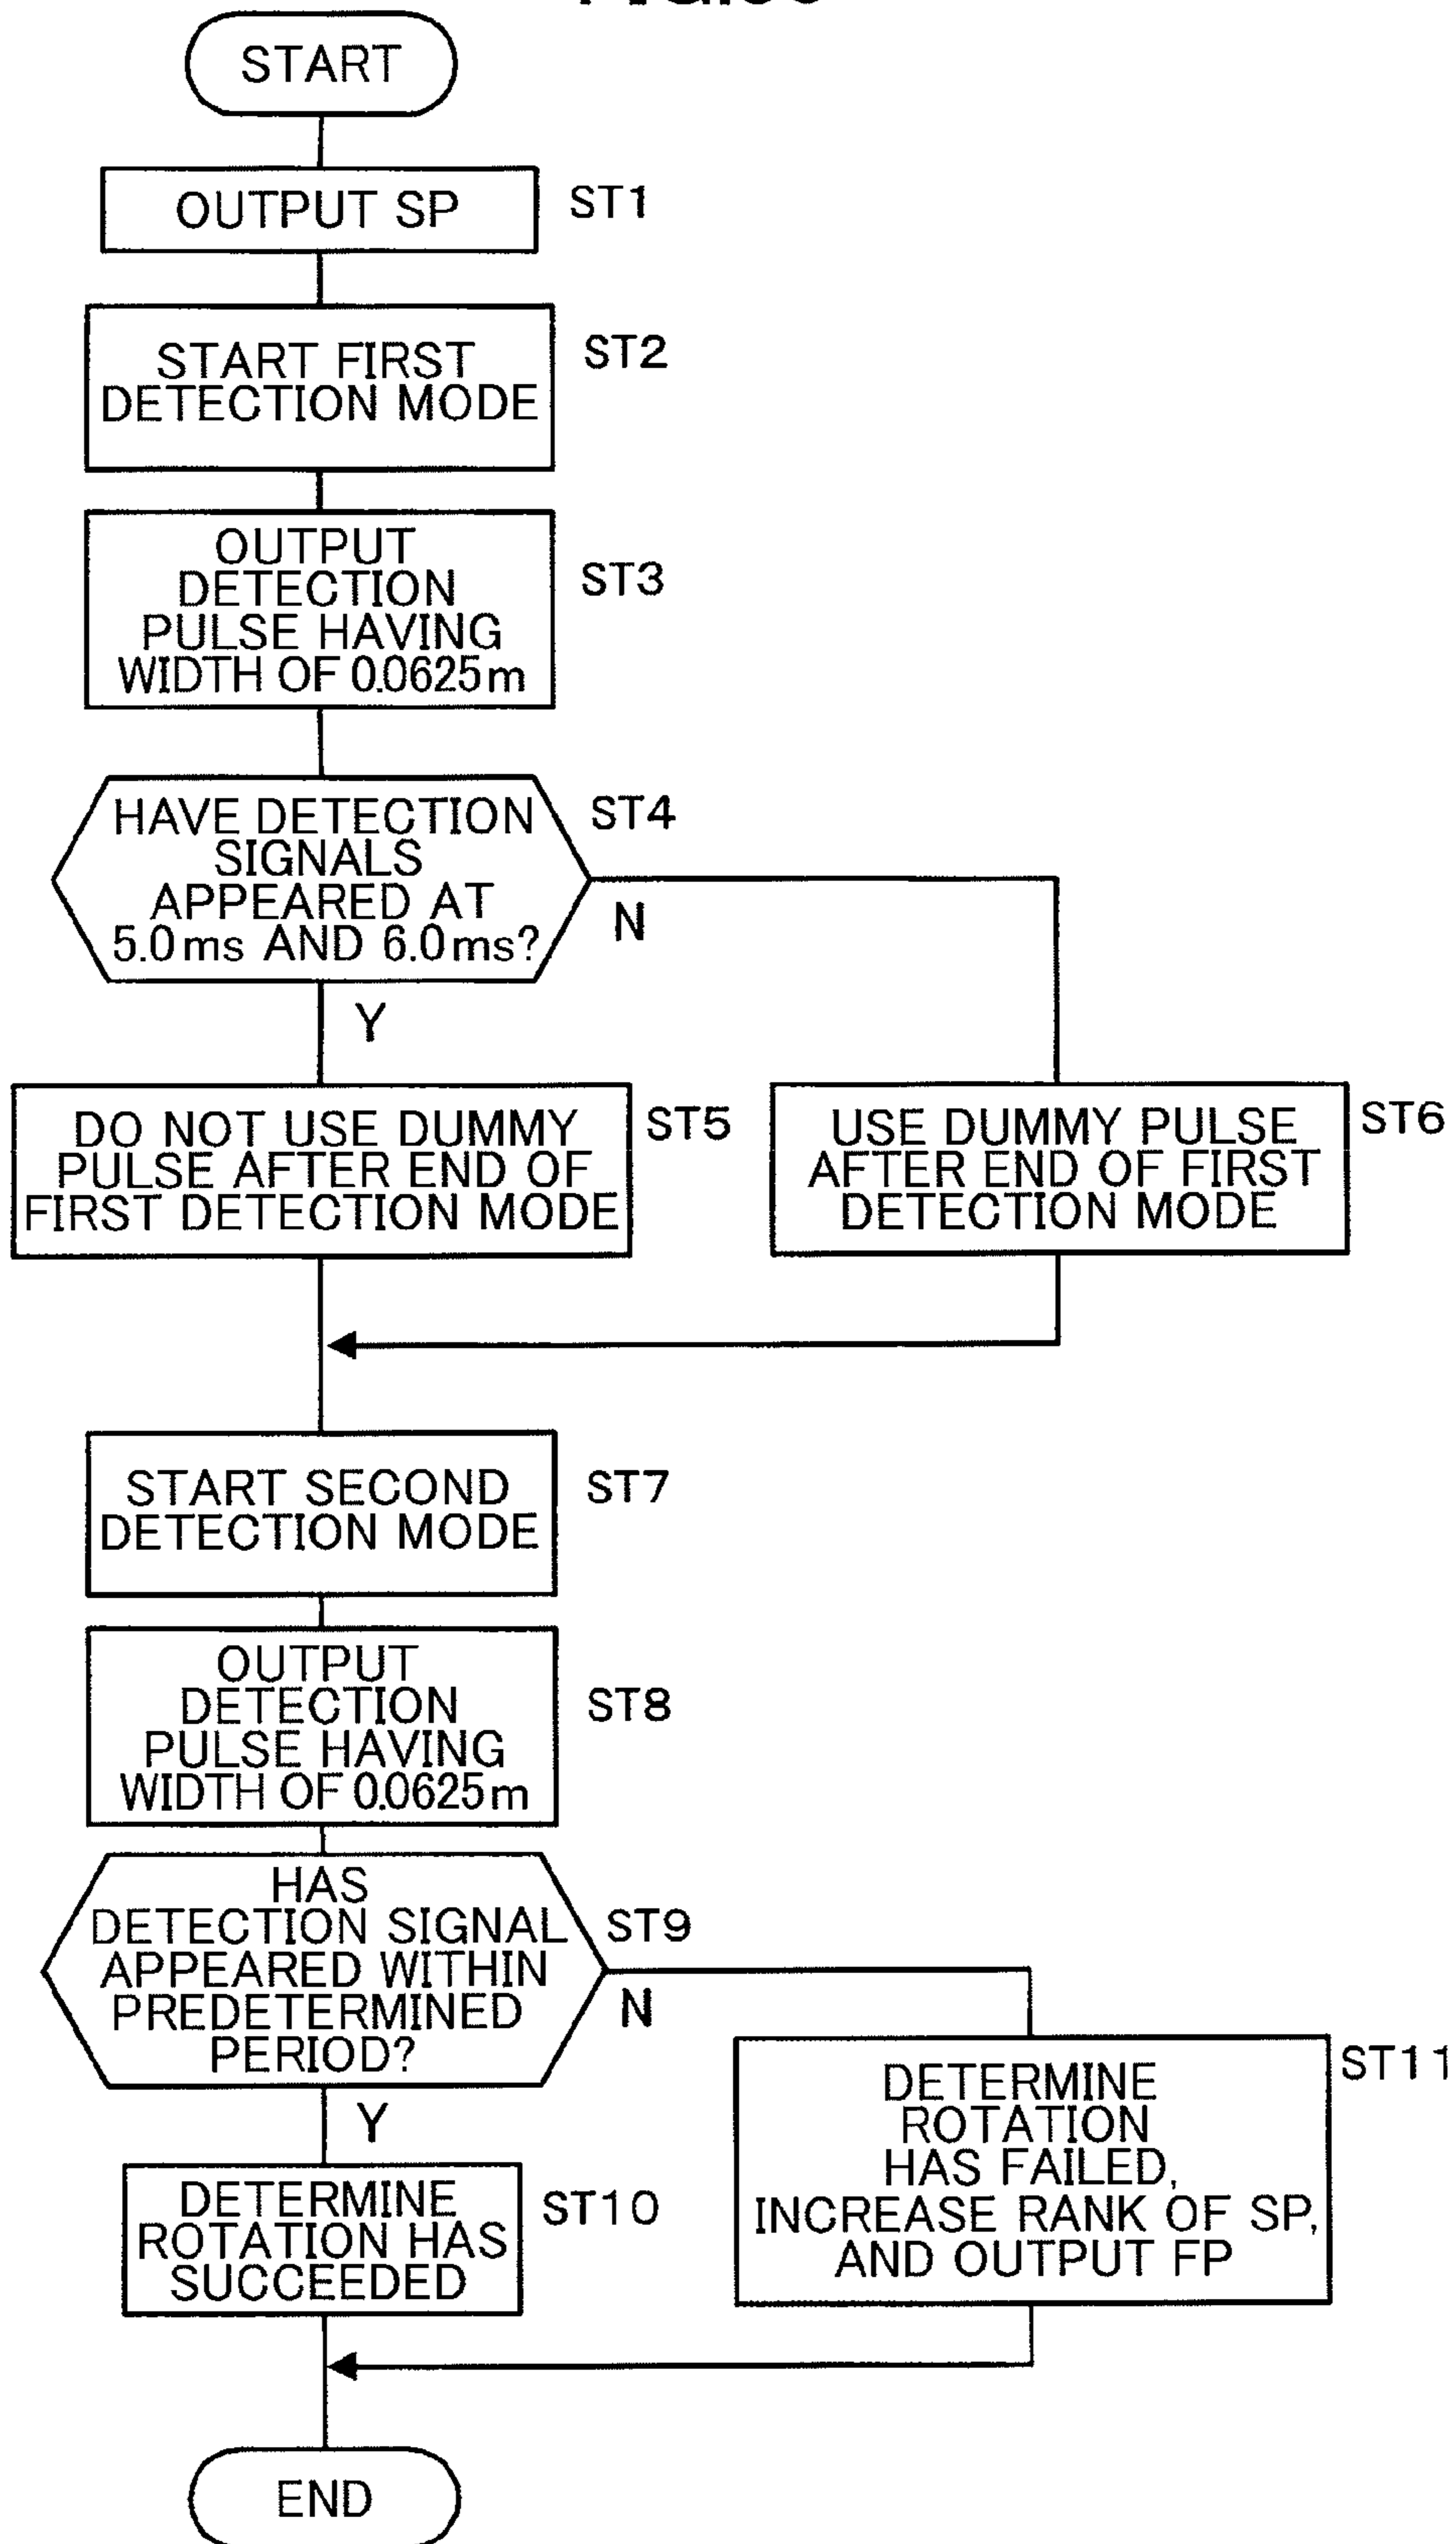 START
OUTPUT SP
ST1
START FIRST
DETECTION MODE
ST2
OUTPUT
DETECTION
PULSE HAVING
WIDTH OF 0.0625m
ST3
HAVE DETECTION
SIGNALS
APPEARED AT
5.0ms AND 6.0ms?
ST4
N
Y
DO NOT USE DUMMY
PULSE AFTER END OF
FIRST DETECTION MODE
ST5
USE DUMMY PULSE
AFTER END OF FIRST
DETECTION MODE
ST6
START SECOND
DETECTION MODE
ST7
OUTPUT
DETECTION
PULSE HAVING
WIDTH OF 0.0625m
ST8
HAS
DETECTION SIGNAL
APPEARED WITHIN
PREDETERMINED
PERIOD?
ST9
N
Y
DETERMINE
ROTATION HAS
SUCCEEDED
ST10
DETERMINE
ROTATION
HAS FAILED,
INCREASE RANK OF SP,
AND OUTPUT FP
ST11
END